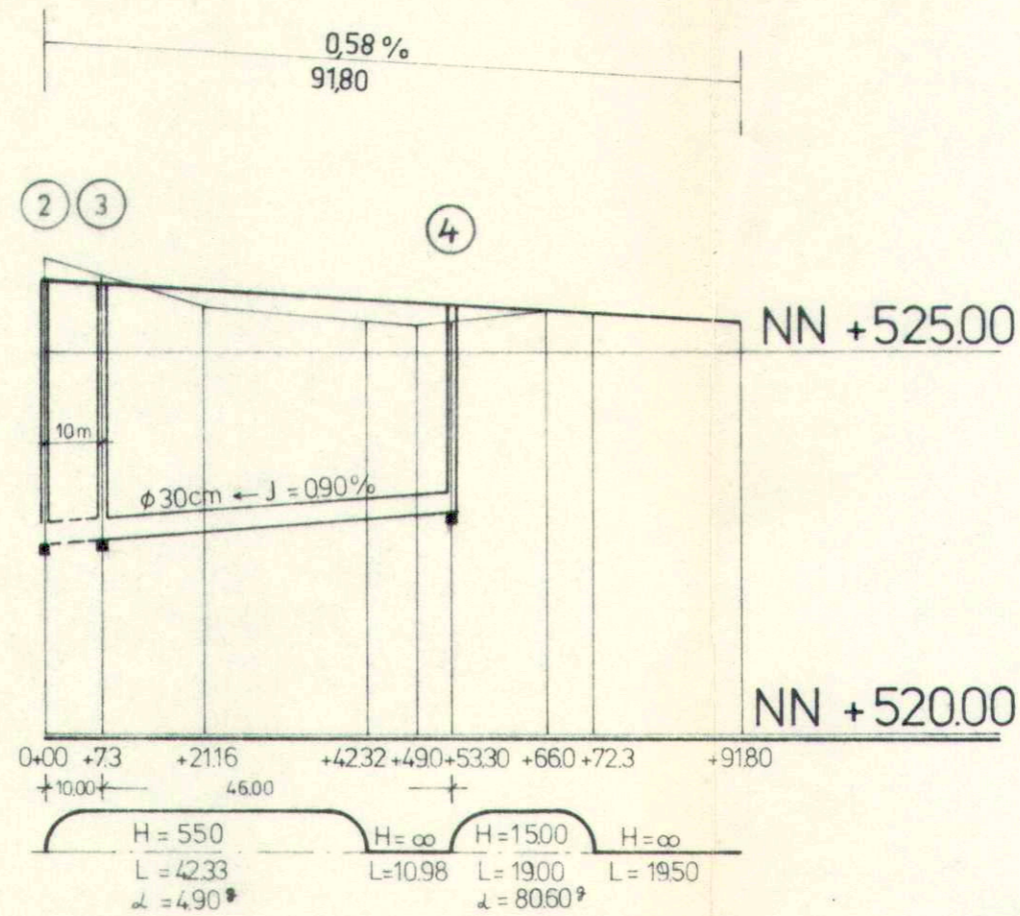 0,58 %
91,80
2 3
4
NN +525.00
10 m
ϕ 30cm ← J = 0.90%
NN +520.00
0+00 +7.3 +21.16 +42.32 +49.0 +53.30 +66.0 +72.3 +91.80
10.00 46.00
H = 550 H = ∞ H = 15.00 H = ∞
L = 42.33 L = 10.98 L = 19.00 L = 19.50
α = 4.90 g α = 80.60 g